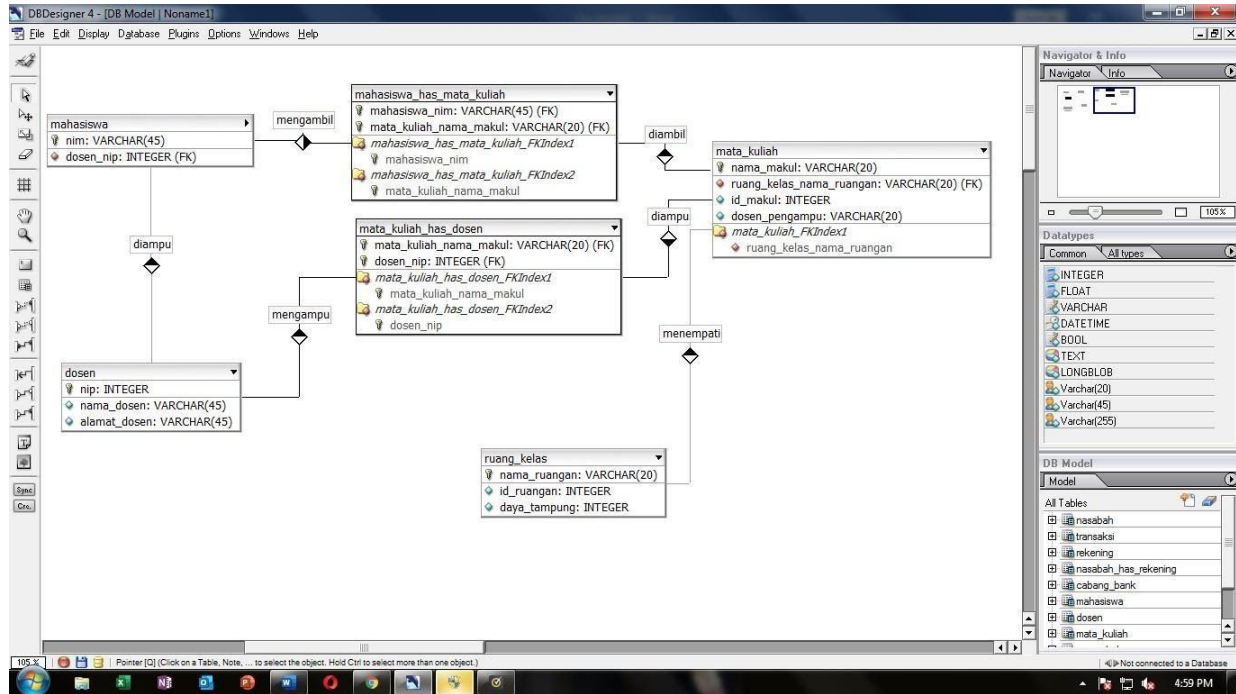 DBDesigner 4 - [DB Model | Noname1]
File Edit Display Database Plugins Options Windows Help
mahasiswa
nim: VARCHAR(45)
dosen_nip: INTEGER (FK)
mengambil
mahasiswa_has_mata_kuliah
mahasiswa_nim: VARCHAR(45) (FK)
mata_kuliah_nama_makul: VARCHAR(20) (FK)
mahasiswa_has_mata_kuliah_FKIndex1
mahasiswa_nim
mahasiswa_has_mata_kuliah_FKIndex2
mata_kuliah_nama_makul
diambil
mata_kuliah
nama_makul: VARCHAR(20)
ruang_kelas_nama_ruangan: VARCHAR(20) (FK)
id_makul: INTEGER
dosen_pengampu: VARCHAR(20)
mata_kuliah_FKIndex1
ruang_kelas_nama_ruangan
diampu
mata_kuliah_has_dosen
mata_kuliah_nama_makul: VARCHAR(20) (FK)
dosen_nip: INTEGER (FK)
mata_kuliah_has_dosen_FKIndex1
mata_kuliah_nama_makul
mata_kuliah_has_dosen_FKIndex2
dosen_nip
diampu
mengampu
menempati
dosen
nip: INTEGER
nama_dosen: VARCHAR(45)
alamat_dosen: VARCHAR(45)
ruang_kelas
nama_ruangan: VARCHAR(20)
id_ruangan: INTEGER
daya_tampung: INTEGER
Navigator & Info
Navigator Info
105%
Datatypes
Common All types
INTEGER
FLOAT
VARCHAR
DATETIME
BOOL
TEXT
LONGBLOB
Varchar(20)
Varchar(45)
Varchar(255)
DB Model
Model
All Tables
nasabah
transaksi
rekening
nasabah_has_rekening
cabang_bank
mahasiswa
dosen
mata_kuliah
Sync
105 %
Pointer [Q] (Click on a Table, Note, ... to select the object. Hold Ctrl to select more than one object.)
Not connected to a Database
4:59 PM